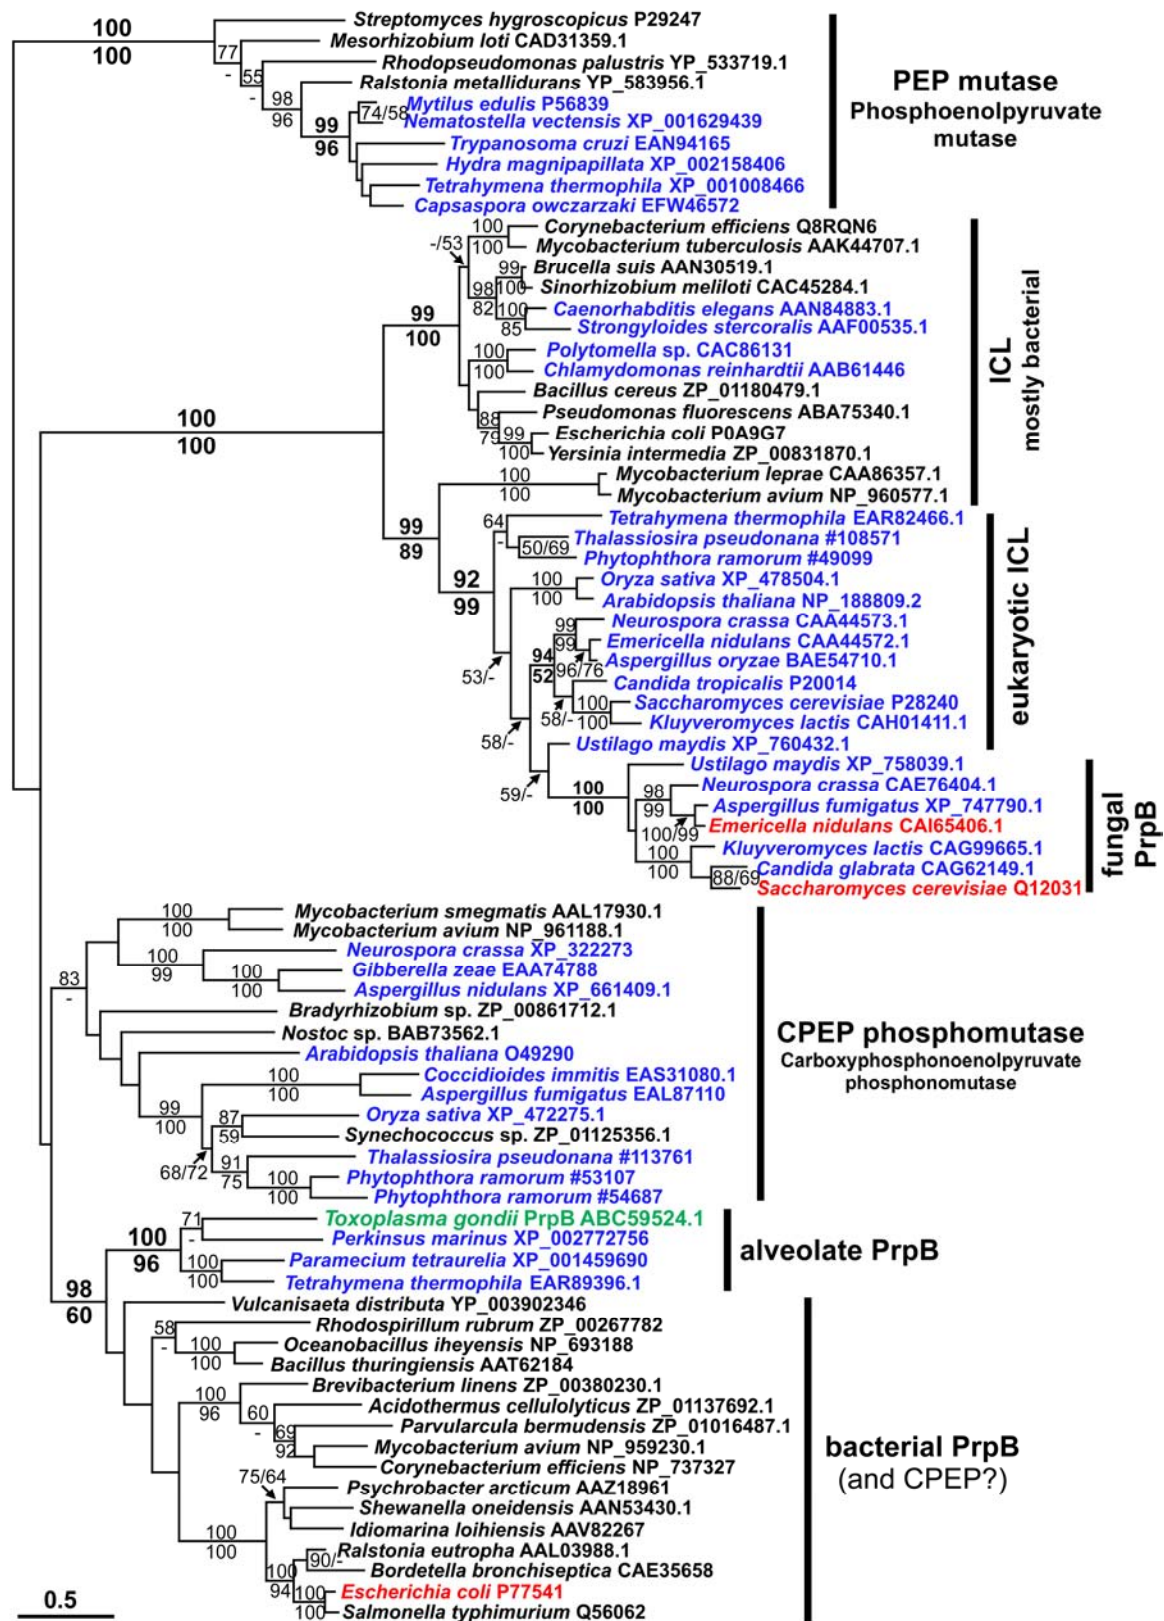 100
100
77
-
55
-
98
96
99
96
74/58
Streptomyces hygroscopicus P29247
Mesorhizobium loti CAD31359.1
Rhodopseudomonas palustris YP_533719.1
Ralstonia metallidurans YP_583956.1
Mytilus edulis P56839
Nematostella vectensis XP_001629439
Trypanosoma cruzi EAN94165
Hydra magnipapillata XP_002158406
Tetrahymena thermophila XP_001008466
Capsaspora owczarzaki EFW46572
PEP mutase
Phosphoenolpyruvate
mutase
100
100
99
100
-/53
100
100
99
100
98
82
100
85
100
100
88
79
99
100
Corynebacterium efficiens Q8RQN6
Mycobacterium tuberculosis AAK44707.1
Brucella suis AAN30519.1
Sinorhizobium meliloti CAC45284.1
Caenorhabditis elegans AAN84883.1
Strongyloides stercoralis AAF00535.1
Polytomella sp. CAC86131
Chlamydomonas reinhardtii AAB61446
Bacillus cereus ZP_01180479.1
Pseudomonas fluorescens ABA75340.1
Escherichia coli P0A9G7
Yersinia intermedia ZP_00831870.1
100
100
Mycobacterium leprae CAA86357.1
Mycobacterium avium NP_960577.1
ICL
mostly bacterial
99
89
92
99
64
-
50/69
100
100
53/-
99
99
94
52
96/76
58/-
100
100
58/-
59/-
Tetrahymena thermophila EAR82466.1
Thalassiosira pseudonana #108571
Phytophthora ramorum #49099
Oryza sativa XP_478504.1
Arabidopsis thaliana NP_188809.2
Neurospora crassa CAA44573.1
Emericella nidulans CAA44572.1
Aspergillus oryzae BAE54710.1
Candida tropicalis P20014
Saccharomyces cerevisiae P28240
Kluyveromyces lactis CAH01411.1
Ustilago maydis XP_760432.1
eukaryotic ICL
100
100
98
99
100/99
100
100
88/69
Ustilago maydis XP_758039.1
Neurospora crassa CAE76404.1
Aspergillus fumigatus XP_747790.1
Emericella nidulans CAI65406.1
Kluyveromyces lactis CAG99665.1
Candida glabrata CAG62149.1
Saccharomyces cerevisiae Q12031
fungal
PrpB
83
-
100
100
100
99
100
100
99
100
100
100
87
59
68/72
91
75
100
100
Mycobacterium smegmatis AAL17930.1
Mycobacterium avium NP_961188.1
Neurospora crassa XP_322273
Gibberella zeae EAA74788
Aspergillus nidulans XP_661409.1
Bradyrhizobium sp. ZP_00861712.1
Nostoc sp. BAB73562.1
Arabidopsis thaliana O49290
Coccidioides immitis EAS31080.1
Aspergillus fumigatus EAL87110
Oryza sativa XP_472275.1
Synechococcus sp. ZP_01125356.1
Thalassiosira pseudonana #113761
Phytophthora ramorum #53107
Phytophthora ramorum #54687
CPEP phosphomutase
Carboxyphosphonoenolpyruvate
phosphonomutase
98
60
100
96
71
-
100
100
Toxoplasma gondii PrpB ABC59524.1
Perkinsus marinus XP_002772756
Paramecium tetraurelia XP_001459690
Tetrahymena thermophila EAR89396.1
alveolate PrpB
58
-
100
100
100
96
60
-
69
92
75/64
100
100
90/-
100
94
100
100
Vulcanisaeta distributa YP_003902346
Rhodospirillum rubrum ZP_00267782
Oceanobacillus iheyensis NP_693188
Bacillus thuringiensis AAT62184
Brevibacterium linens ZP_00380230.1
Acidothermus cellulolyticus ZP_01137692.1
Parvularcula bermudensis ZP_01016487.1
Mycobacterium avium NP_959230.1
Corynebacterium efficiens NP_737327
Psychrobacter arcticum AAZ18961
Shewanella oneidensis AAN53430.1
Idiomarina loihiensis AAV82267
Ralstonia eutropha AAL03988.1
Bordetella bronchiseptica CAE35658
Escherichia coli P77541
Salmonella typhimurium Q56062
bacterial PrpB
(and CPEP?)
0.5